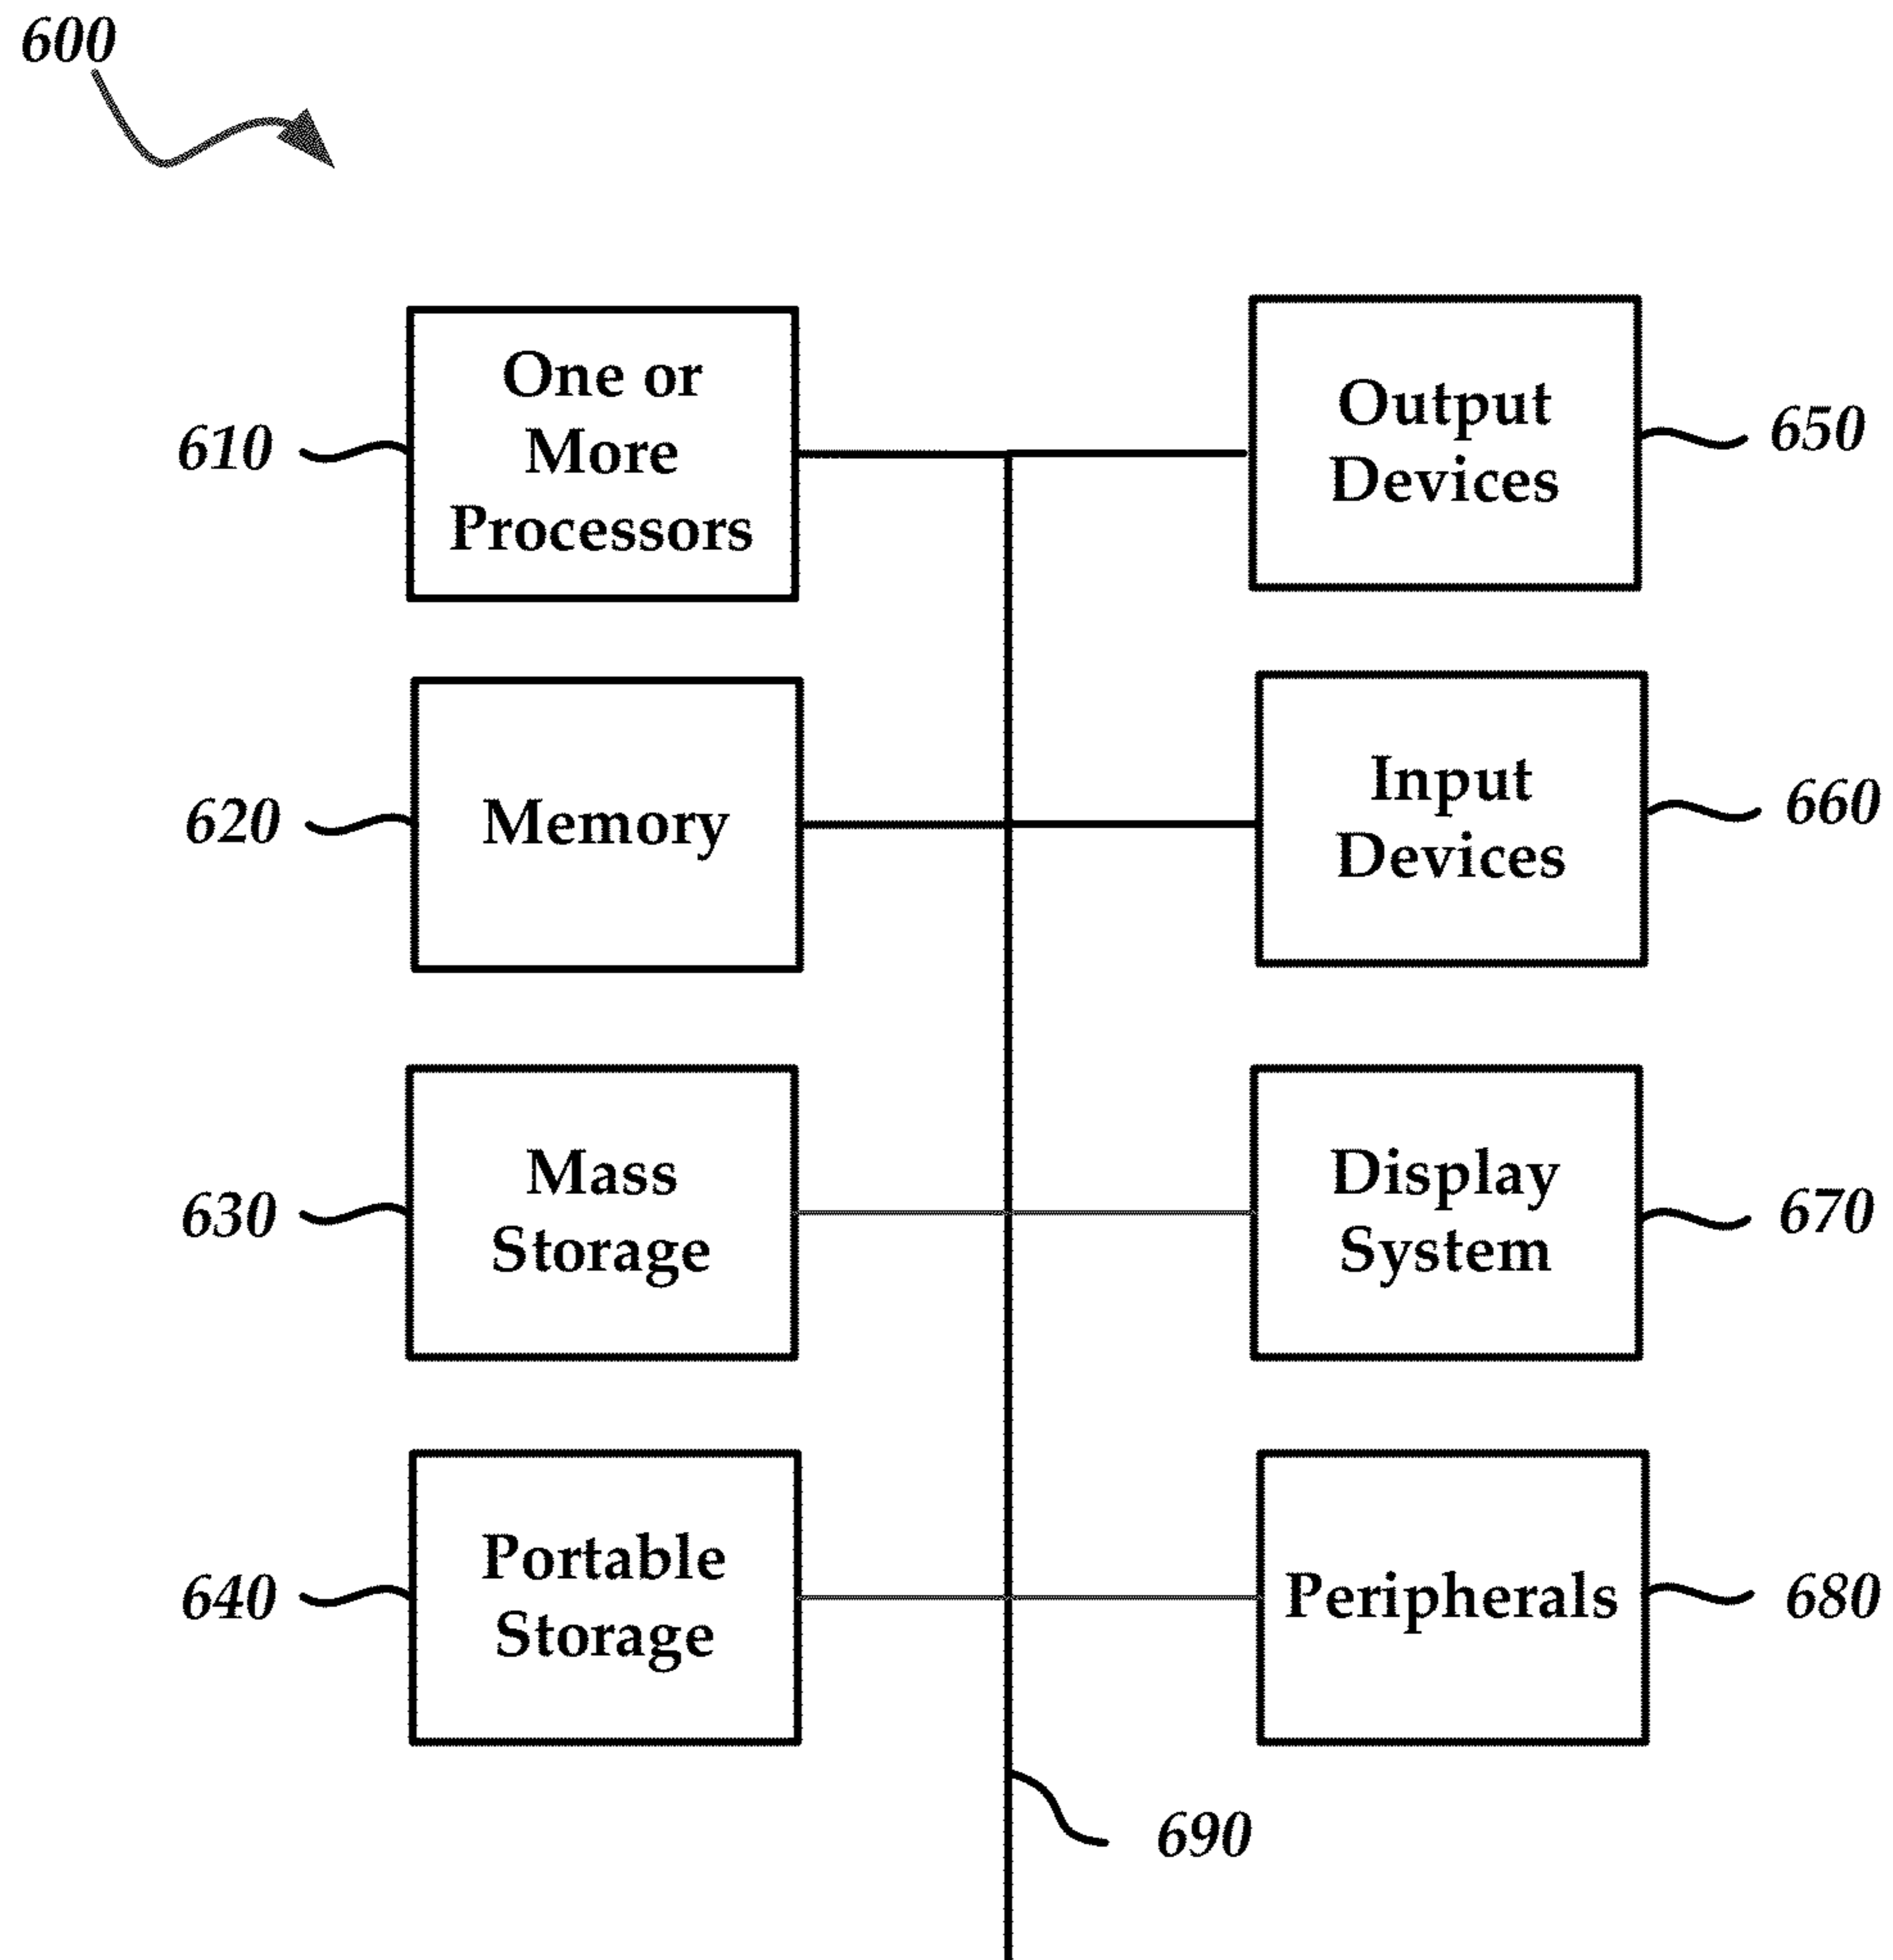 600
610
One or
More
Processors
Output
Devices
650
620
Memory
Input
Devices
660
630
Mass
Storage
Display
System
670
640
Portable
Storage
Peripherals
680
690